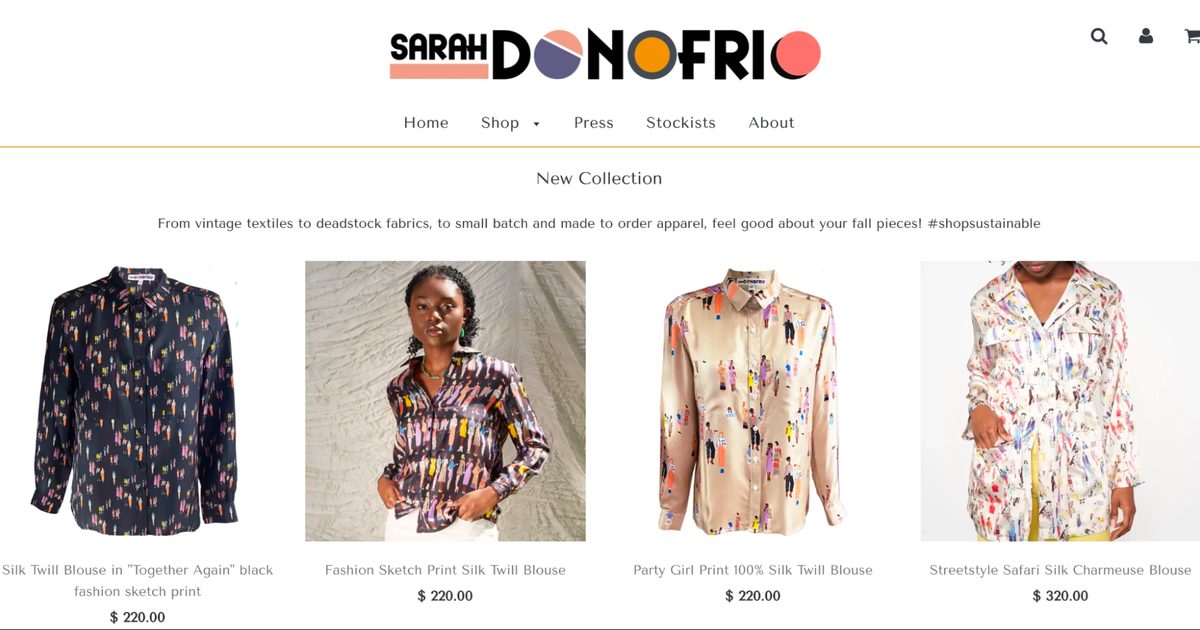 SARAH DONOFRIO
Home Shop Press Stockists About
New Collection
From vintage textiles to deadstock fabrics, to small batch and made to order apparel, feel good about your fall pieces! #shopsustainable
Silk Twill Blouse in "Together Again" black
fashion sketch print
$ 220.00
Fashion Sketch Print Silk Twill Blouse
$ 220.00
Party Girl Print 100% Silk Twill Blouse
$ 220.00
Streetstyle Safari Silk Charmeuse Blouse
$ 320.00